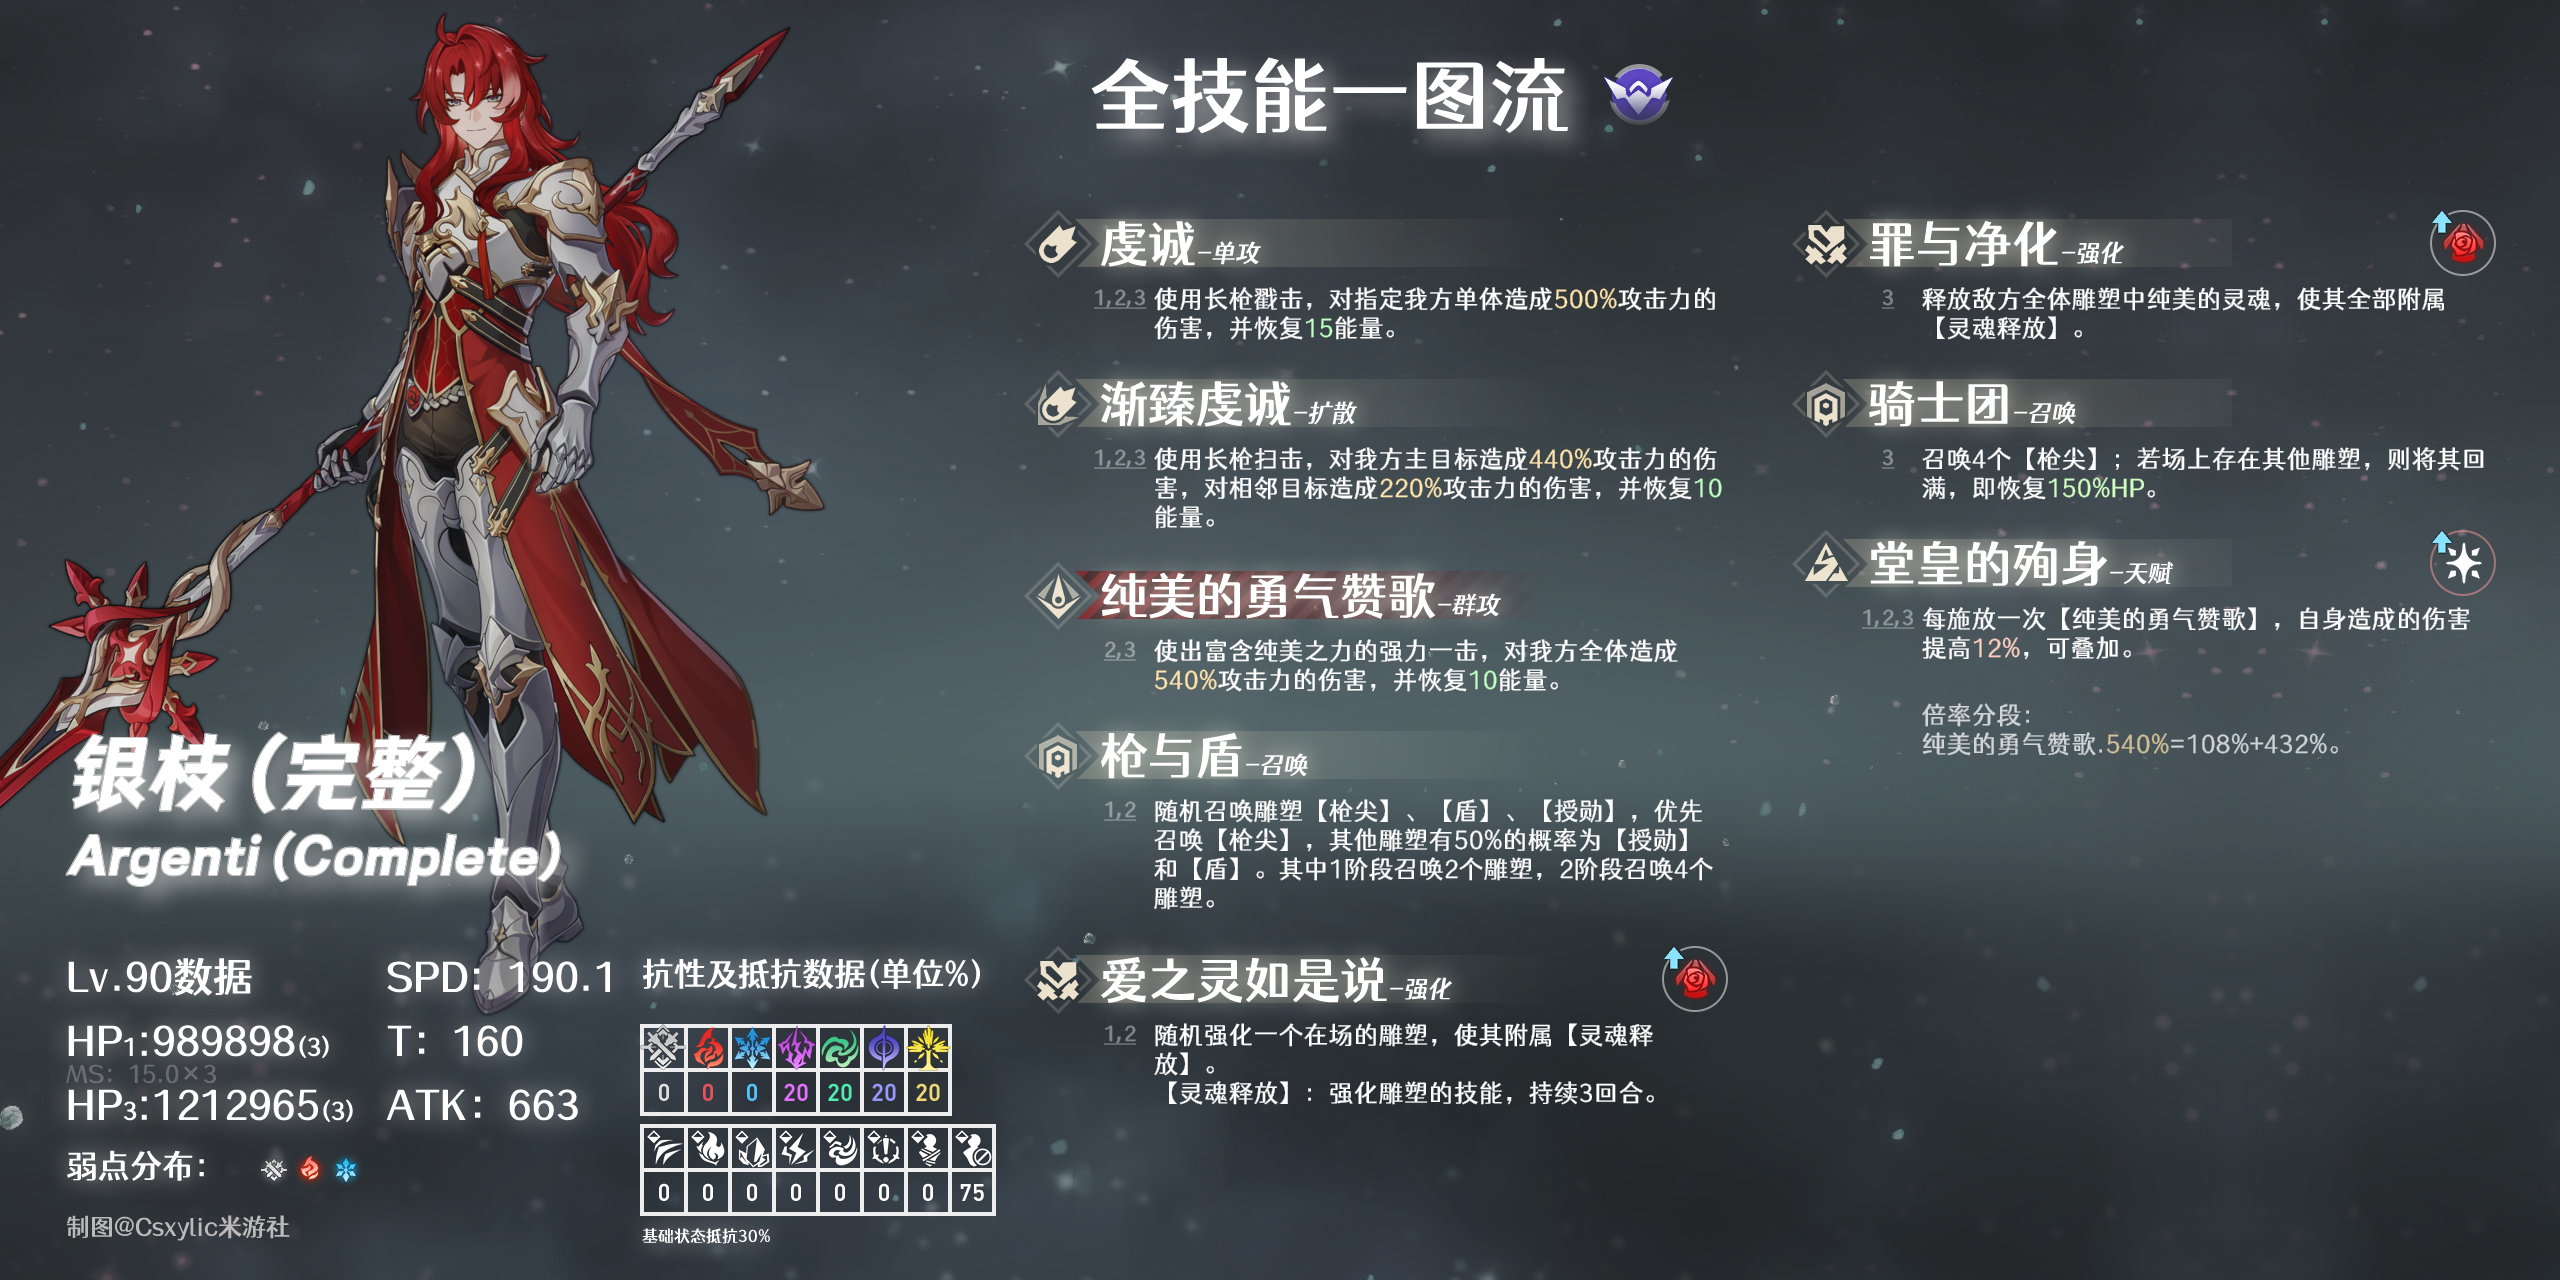 全技能一图流
虔诚–单攻
1,2,3 使用长枪戳击，对指定我方单体造成500%攻击力的
伤害，并恢复15能量。
渐臻虔诚–扩散
1,2,3 使用长枪扫击，对我方主目标造成440%攻击力的伤
害，对相邻目标造成220%攻击力的伤害，并恢复10
能量。
纯美的勇气赞歌–群攻
2,3 使出富含纯美之力的强力一击，对我方全体造成
540%攻击力的伤害，并恢复10能量。
枪与盾–召唤
1,2 随机召唤雕塑【枪尖】、【盾】、【授勋】，优先
召唤【枪尖】，其他雕塑有50%的概率为【授勋】
和【盾】。其中1阶段召唤2个雕塑，2阶段召唤4个
雕塑。
爱之灵如是说–强化
1,2 随机强化一个在场的雕塑，使其附属【灵魂释
放】。
【灵魂释放】：强化雕塑的技能，持续3回合。
罪与净化–强化
3 释放敌方全体雕塑中纯美的灵魂，使其全部附属
【灵魂释放】。
骑士团–召唤
3 召唤4个【枪尖】；若场上存在其他雕塑，则将其回
满，即恢复150%HP。
堂皇的殉身–天赋
1,2,3 每施放一次【纯美的勇气赞歌】，自身造成的伤害
提高12%，可叠加。
倍率分段：
纯美的勇气赞歌.540%=108%+432%。
银枝（完整）
Argenti (Complete)
Lv.90数据 SPD：190.1
HP1:989898(3) T：160
MS：15.0×3
HP3:1212965(3) ATK：663
弱点分布：
制图@Csxylic米游社
抗性及抵抗数据(单位%)
0 0 0 20 20 20 20
0 0 0 0 0 0 0 75
基础状态抵抗30%